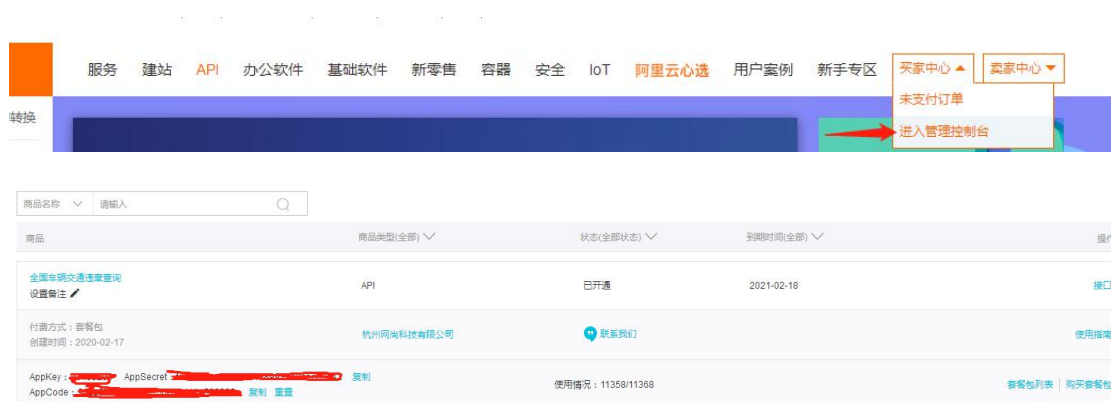 服务 建站 API 办公软件 基础软件 新零售 容器 安全 IoT 阿里云心选 用户案例 新手专区 买家中心 卖家中心
转换
未支付订单
进入管理控制台
商品名称 请输入
商品 商品类型(全部) 状态(全部状态) 到期时间(全部) 操作
全国车辆交通违章查询 API 已开通 2021-02-18 接口
设置备注
付费方式：套餐包 杭州网尚科技有限公司 联系我们 使用指南
创建时间：2020-02-17
AppKey： AppSecret： 复制 使用情况：11358/11368 套餐包列表 购买套餐包
AppCode： 复制 重置